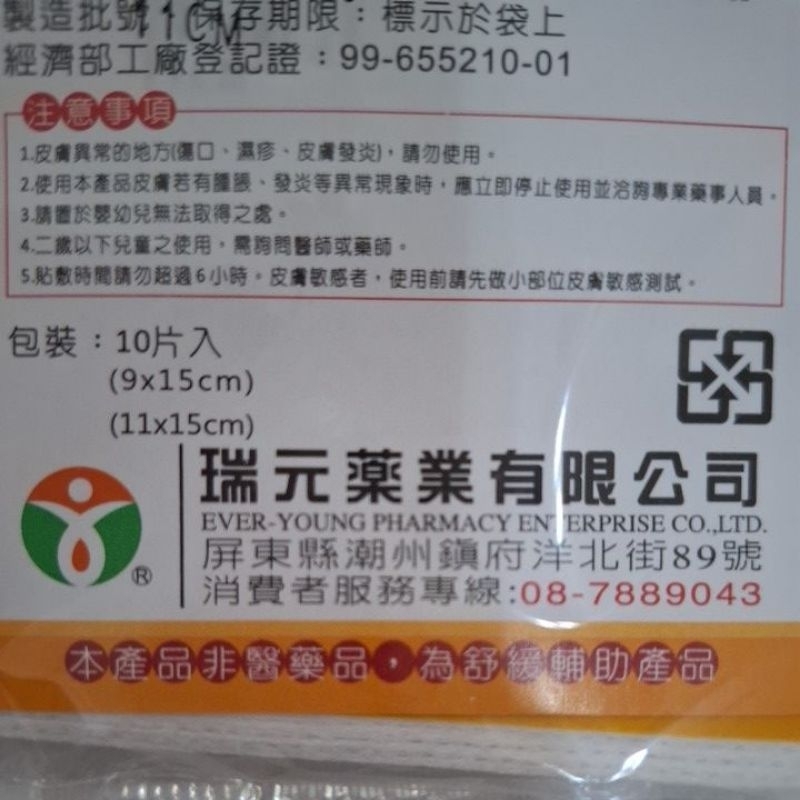 製造批號、保存期限：標示於袋上
11CM
經濟部工廠登記證：99-655210-01
注意事項
1.皮膚異常的地方(傷口、濕疹、皮膚發炎)，請勿使用。
2.使用本產品皮膚若有腫脹、發炎等異常現象時，應立即停止使用並洽詢專業藥事人員。
3.請置於嬰幼兒無法取得之處。
4.二歲以下兒童之使用，需詢問醫師或藥師。
5.貼敷時間請勿超過6小時。皮膚敏感者，使用前請先做小部位皮膚敏感測試。
包裝：10片入
(9x15cm)
(11x15cm)
瑞元藥業有限公司
EVER-YOUNG PHARMACY ENTERPRISE CO.,LTD.
屏東縣潮州鎮府洋北街89號
®
消費者服務專線:08-7889043
本產品非醫藥品，為舒緩輔助產品